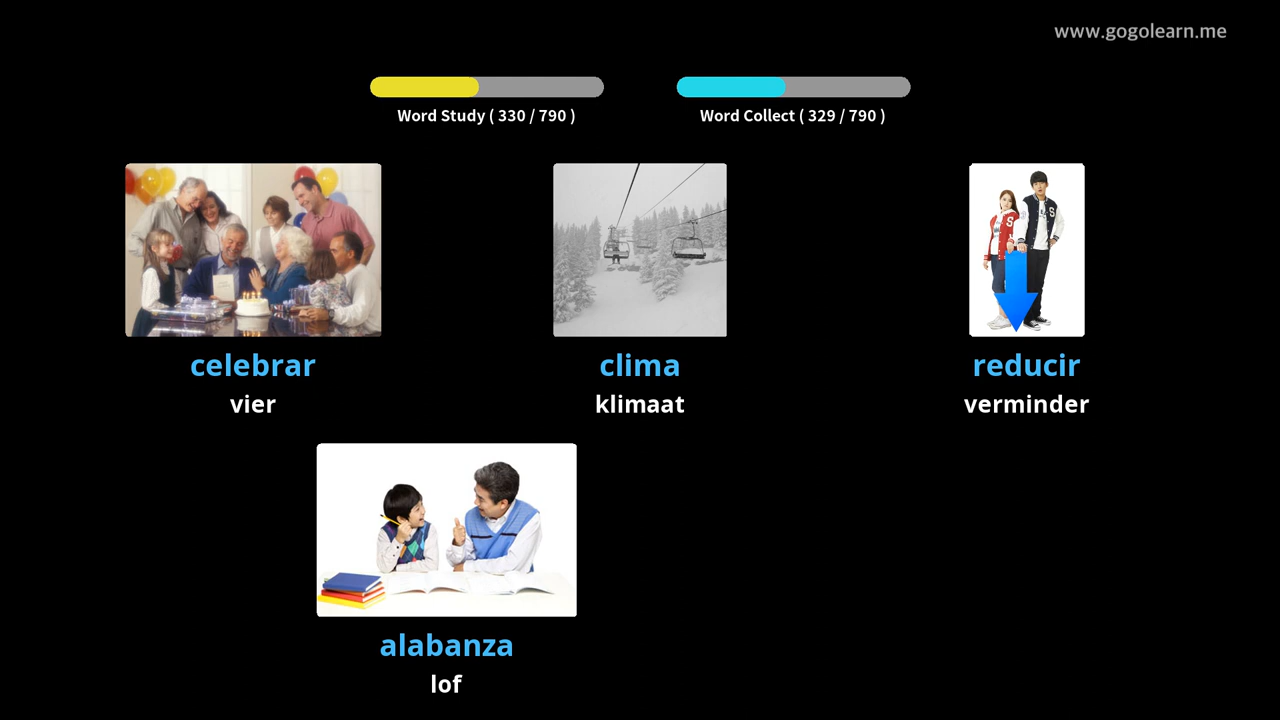 www.gogolearn.me
Word Study ( 330 / 790 )
Word Collect ( 329 / 790 )
celebrar
vier
clima
klimaat
reducir
verminder
alabanza
lof